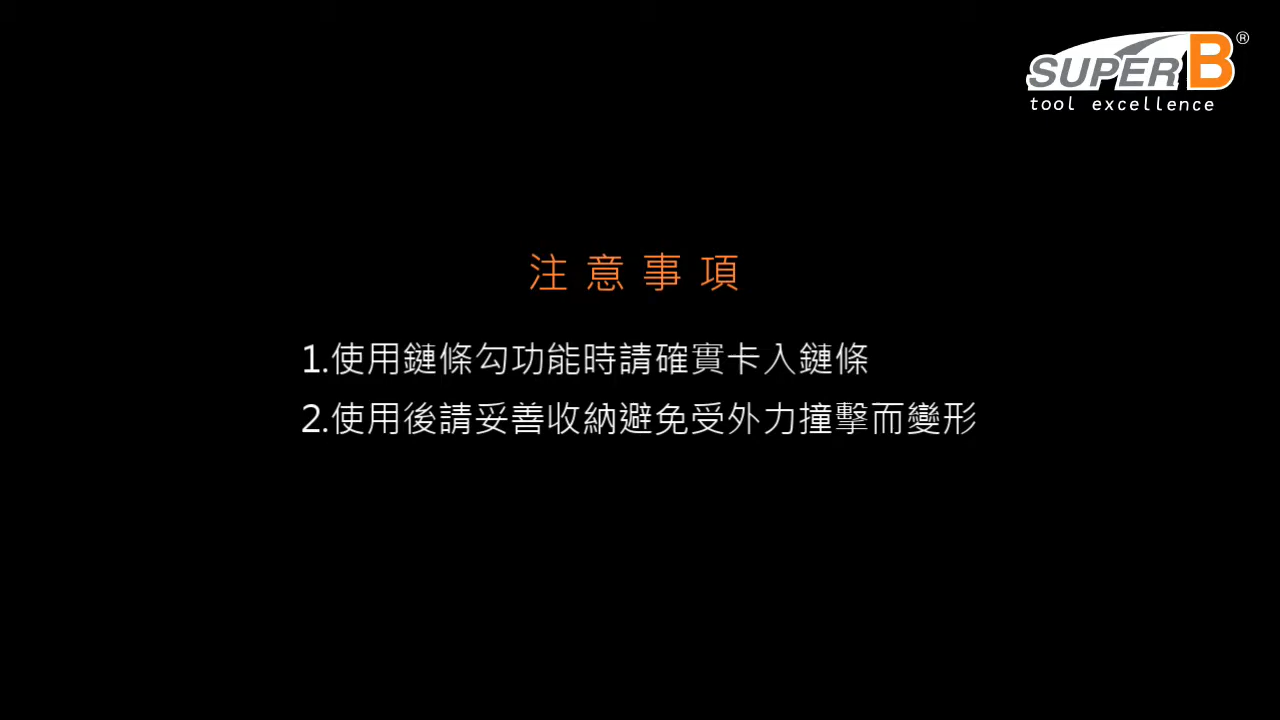 SUPER B®
tool excellence
注意事項
1.使用鏈條勾功能時請確實卡入鏈條
2.使用後請妥善收納避免受外力撞擊而變形